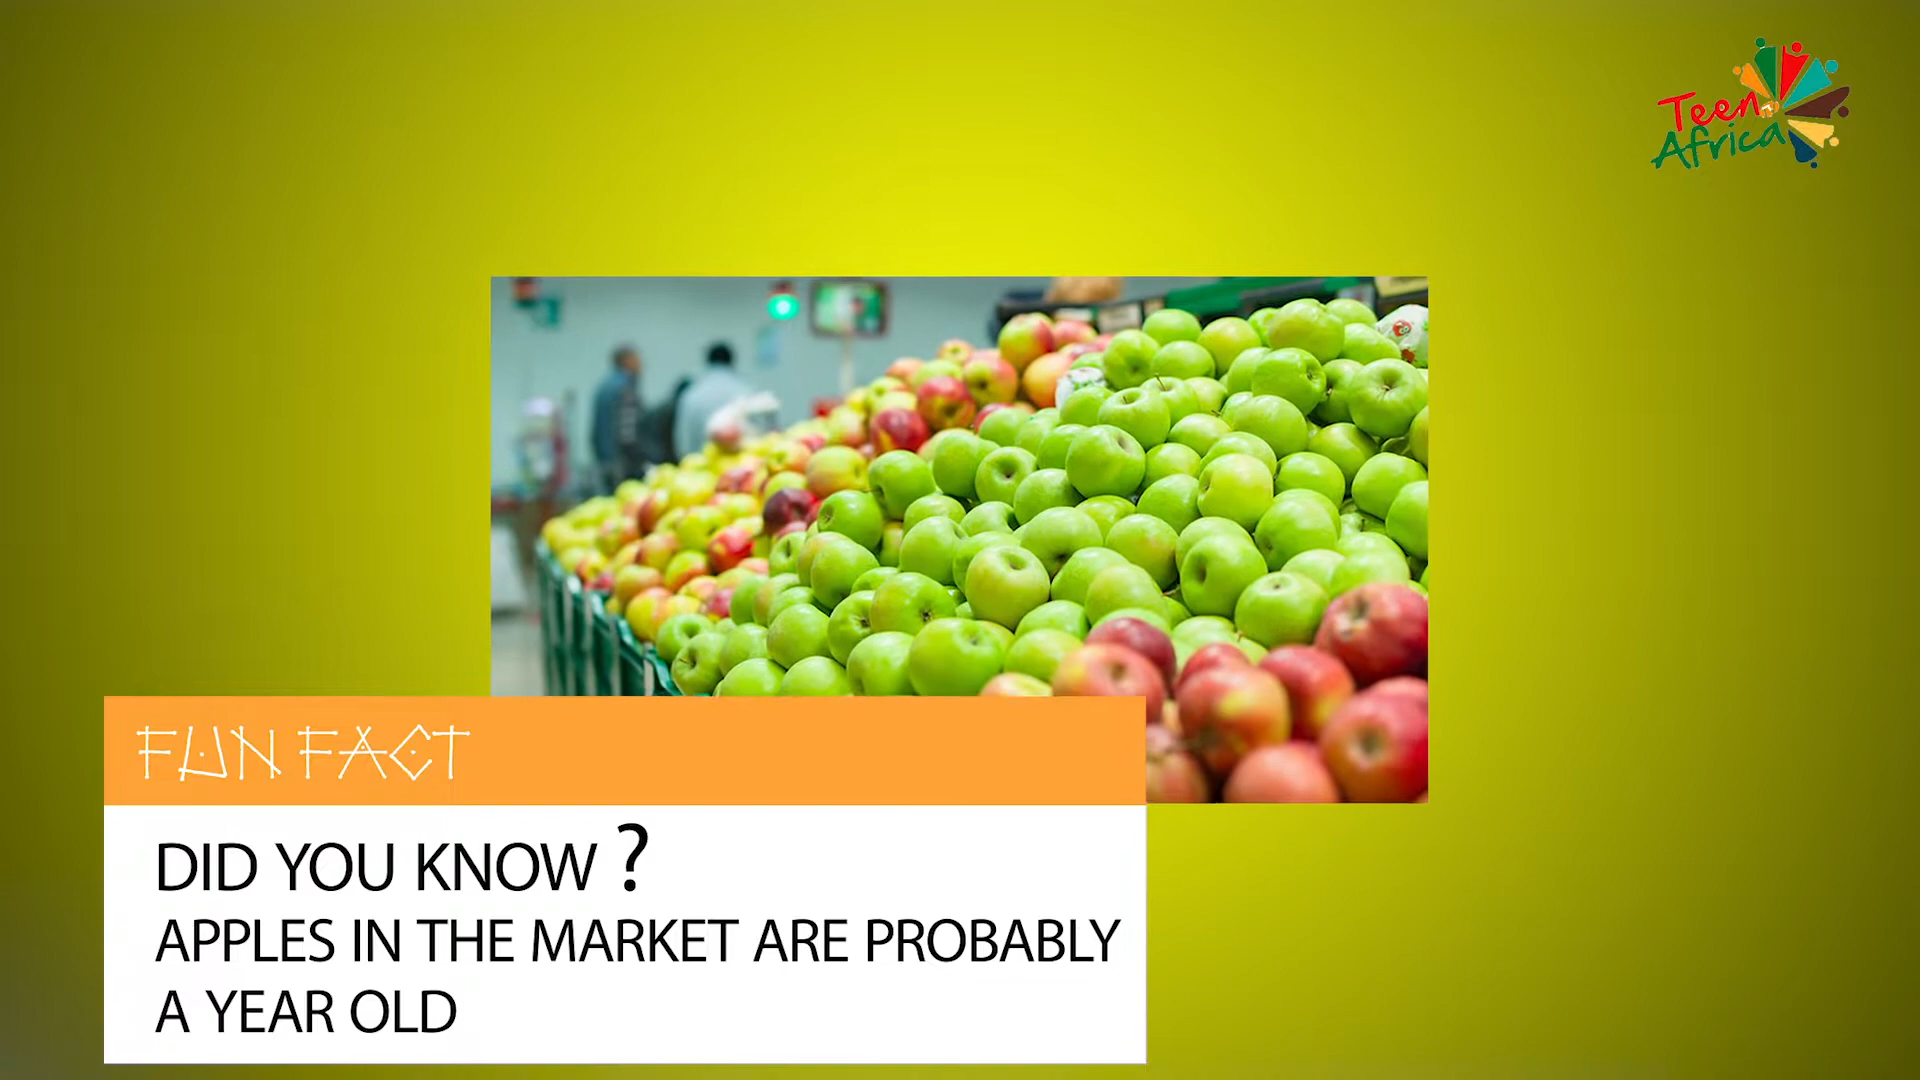 Teen
Africa
FUN FACT
DID YOU KNOW ?
APPLES IN THE MARKET ARE PROBABLY
A YEAR OLD